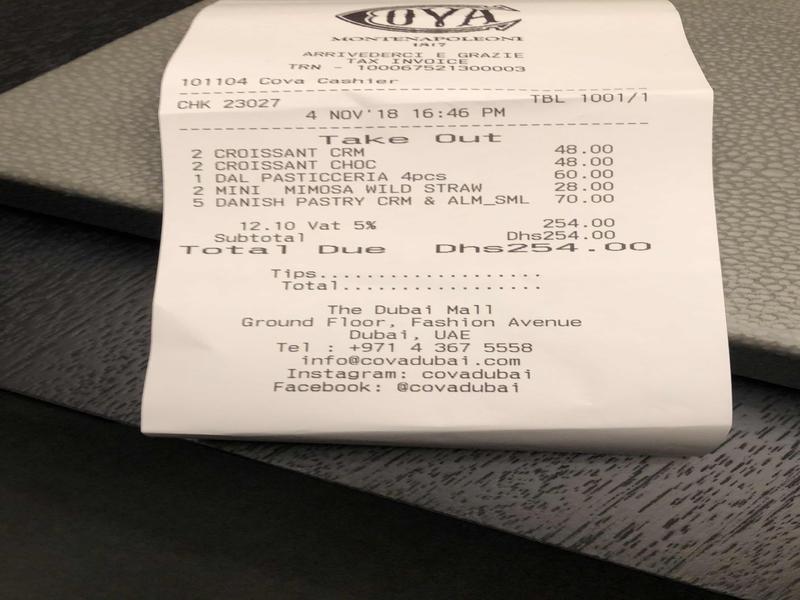 COVA
MONTENAPOLEONE
1817
ARRIVEDERCI E GRAZIE
TAX INVOICE
TRN - 100067521300003
101104 Cova Cashier
CHK 23027 TBL 1001/1
4 NOV'18 16:46 PM
Take Out
2 CROISSANT CRM 48.00
2 CROISSANT CHOC 48.00
1 DAL PASTICCERIA 4pcs 60.00
2 MINI MIMOSA WILD STRAW 28.00
5 DANISH PASTRY CRM & ALM_SML 70.00
12.10 Vat 5% 254.00
Subtotal Dhs254.00
Total Due Dhs254.00
Tips..................
Total................
The Dubai Mall
Ground Floor, Fashion Avenue
Dubai, UAE
Tel : +971 4 367 5558
info@covadubai.com
Instagram: covadubai
Facebook: @covadubai